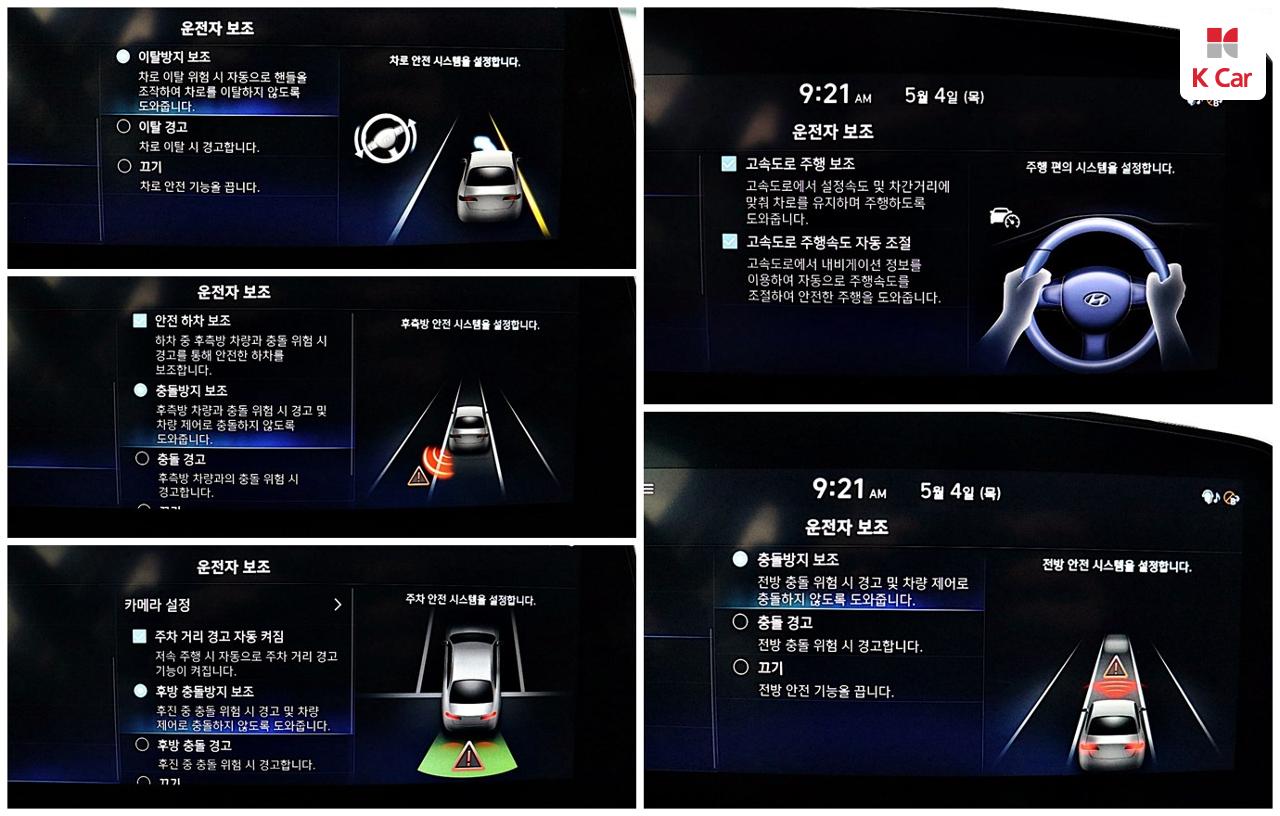 운전자 보조
이탈방지 보조
차로 이탈 위험 시 자동으로 핸들을
조작하여 차로를 이탈하지 않도록
도와줍니다.
이탈 경고
차로 이탈 시 경고합니다.
끄기
차로 안전 기능을 끕니다.
차로 안전 시스템을 설정합니다.
운전자 보조
안전 하차 보조
하차 중 후측방 차량과 충돌 위험 시
경고를 통해 안전한 하차를
보조합니다.
충돌방지 보조
후측방 차량과 충돌 위험 시 경고 및
차량 제어로 충돌하지 않도록
도와줍니다.
충돌 경고
후측방 차량과의 충돌 위험 시
경고합니다.
후측방 안전 시스템을 설정합니다.
운전자 보조
카메라 설정
주차 거리 경고 자동 켜짐
저속 주행 시 자동으로 주차 거리 경고
기능이 켜집니다.
후방 충돌방지 보조
후진 중 충돌 위험 시 경고 및 차량
제어로 충돌하지 않도록 도와줍니다.
후방 충돌 경고
후진 중 충돌 위험 시 경고합니다.
주차 안전 시스템을 설정합니다.
K Car
9:21 AM 5월 4일 (목)
운전자 보조
고속도로 주행 보조
고속도로에서 설정속도 및 차간거리에
맞춰 차로를 유지하며 주행하도록
도와줍니다.
고속도로 주행속도 자동 조절
고속도로에서 내비게이션 정보를
이용하여 자동으로 주행속도를
조절하여 안전한 주행을 도와줍니다.
주행 편의 시스템을 설정합니다.
9:21 AM 5월 4일 (목)
운전자 보조
충돌방지 보조
전방 충돌 위험 시 경고 및 차량 제어로
충돌하지 않도록 도와줍니다.
충돌 경고
전방 충돌 위험 시 경고합니다.
끄기
전방 안전 기능을 끕니다.
전방 안전 시스템을 설정합니다.